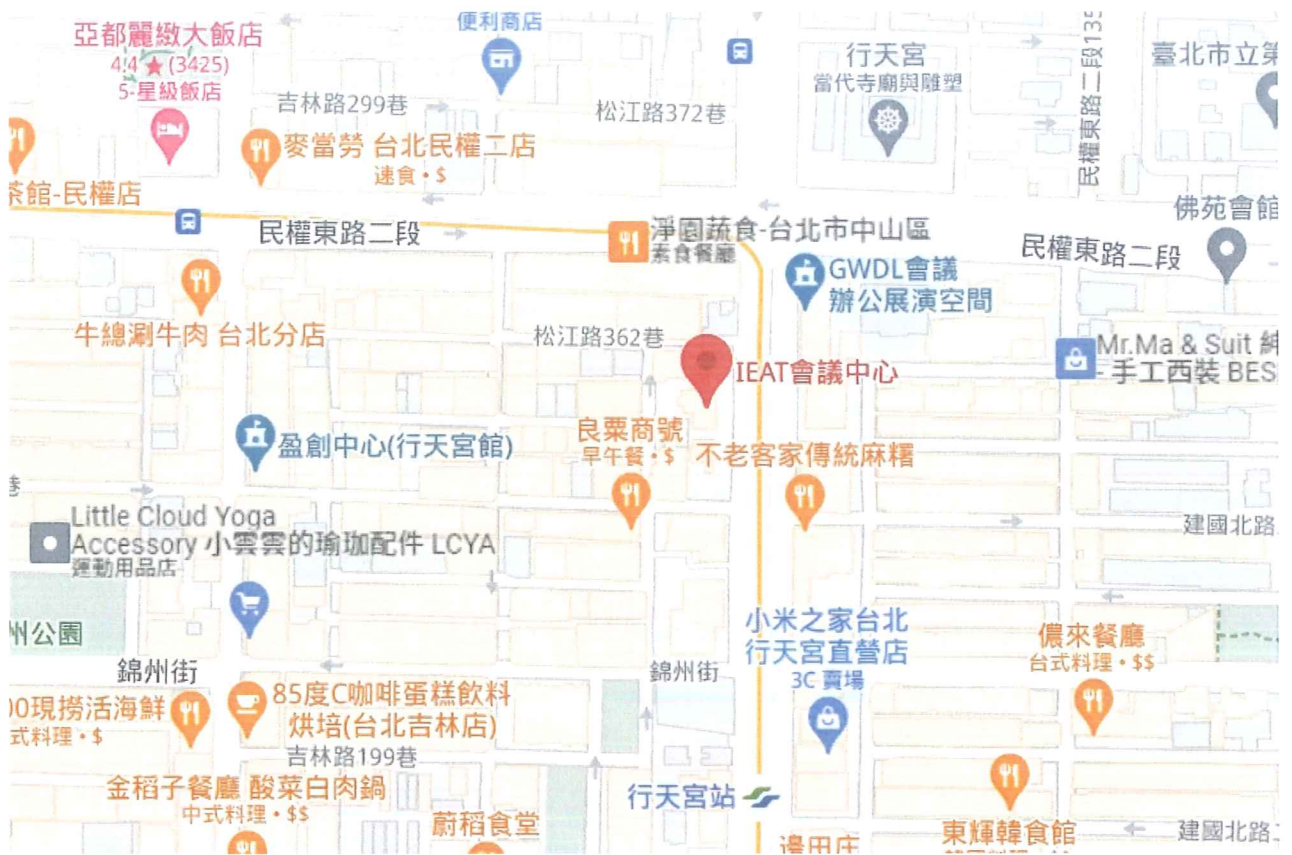 便利商店
亞都麗緻大飯店
4.4 ★ (3425)
5-星級飯店
行天宮
當代寺廟與雕塑
民權東路二段135
臺北市立第
吉林路299巷
松江路372巷
麥當勞 台北民權二店
速食・$
茶館-民權店
佛苑會館
民權東路二段
淨園蔬食-台北市中山區
素食餐廳
民權東路二段
GWDL會議
辦公展演空間
牛總涮牛肉 台北分店
松江路362巷
Mr.Ma & Suit 紳
- 手工西裝 BES
IEAT會議中心
良粟商號
早午餐・$
不老客家傳統麻糬
盈創中心(行天宮館)
巷
Little Cloud Yoga
Accessory 小雲雲的瑜珈配件 LCYA
運動用品店
建國北路
州公園
小米之家台北
行天宮直營店
3C 賣場
儂來餐廳
台式料理・$$
錦州街
錦州街
00現撈活海鮮
式料理・$
85度C咖啡蛋糕飲料
烘培(台北吉林店)
吉林路199巷
金稻子餐廳 酸菜白肉鍋
中式料理・$$
行天宮站
蔚稻食堂
邊田庄
東輝韓食館
建國北路